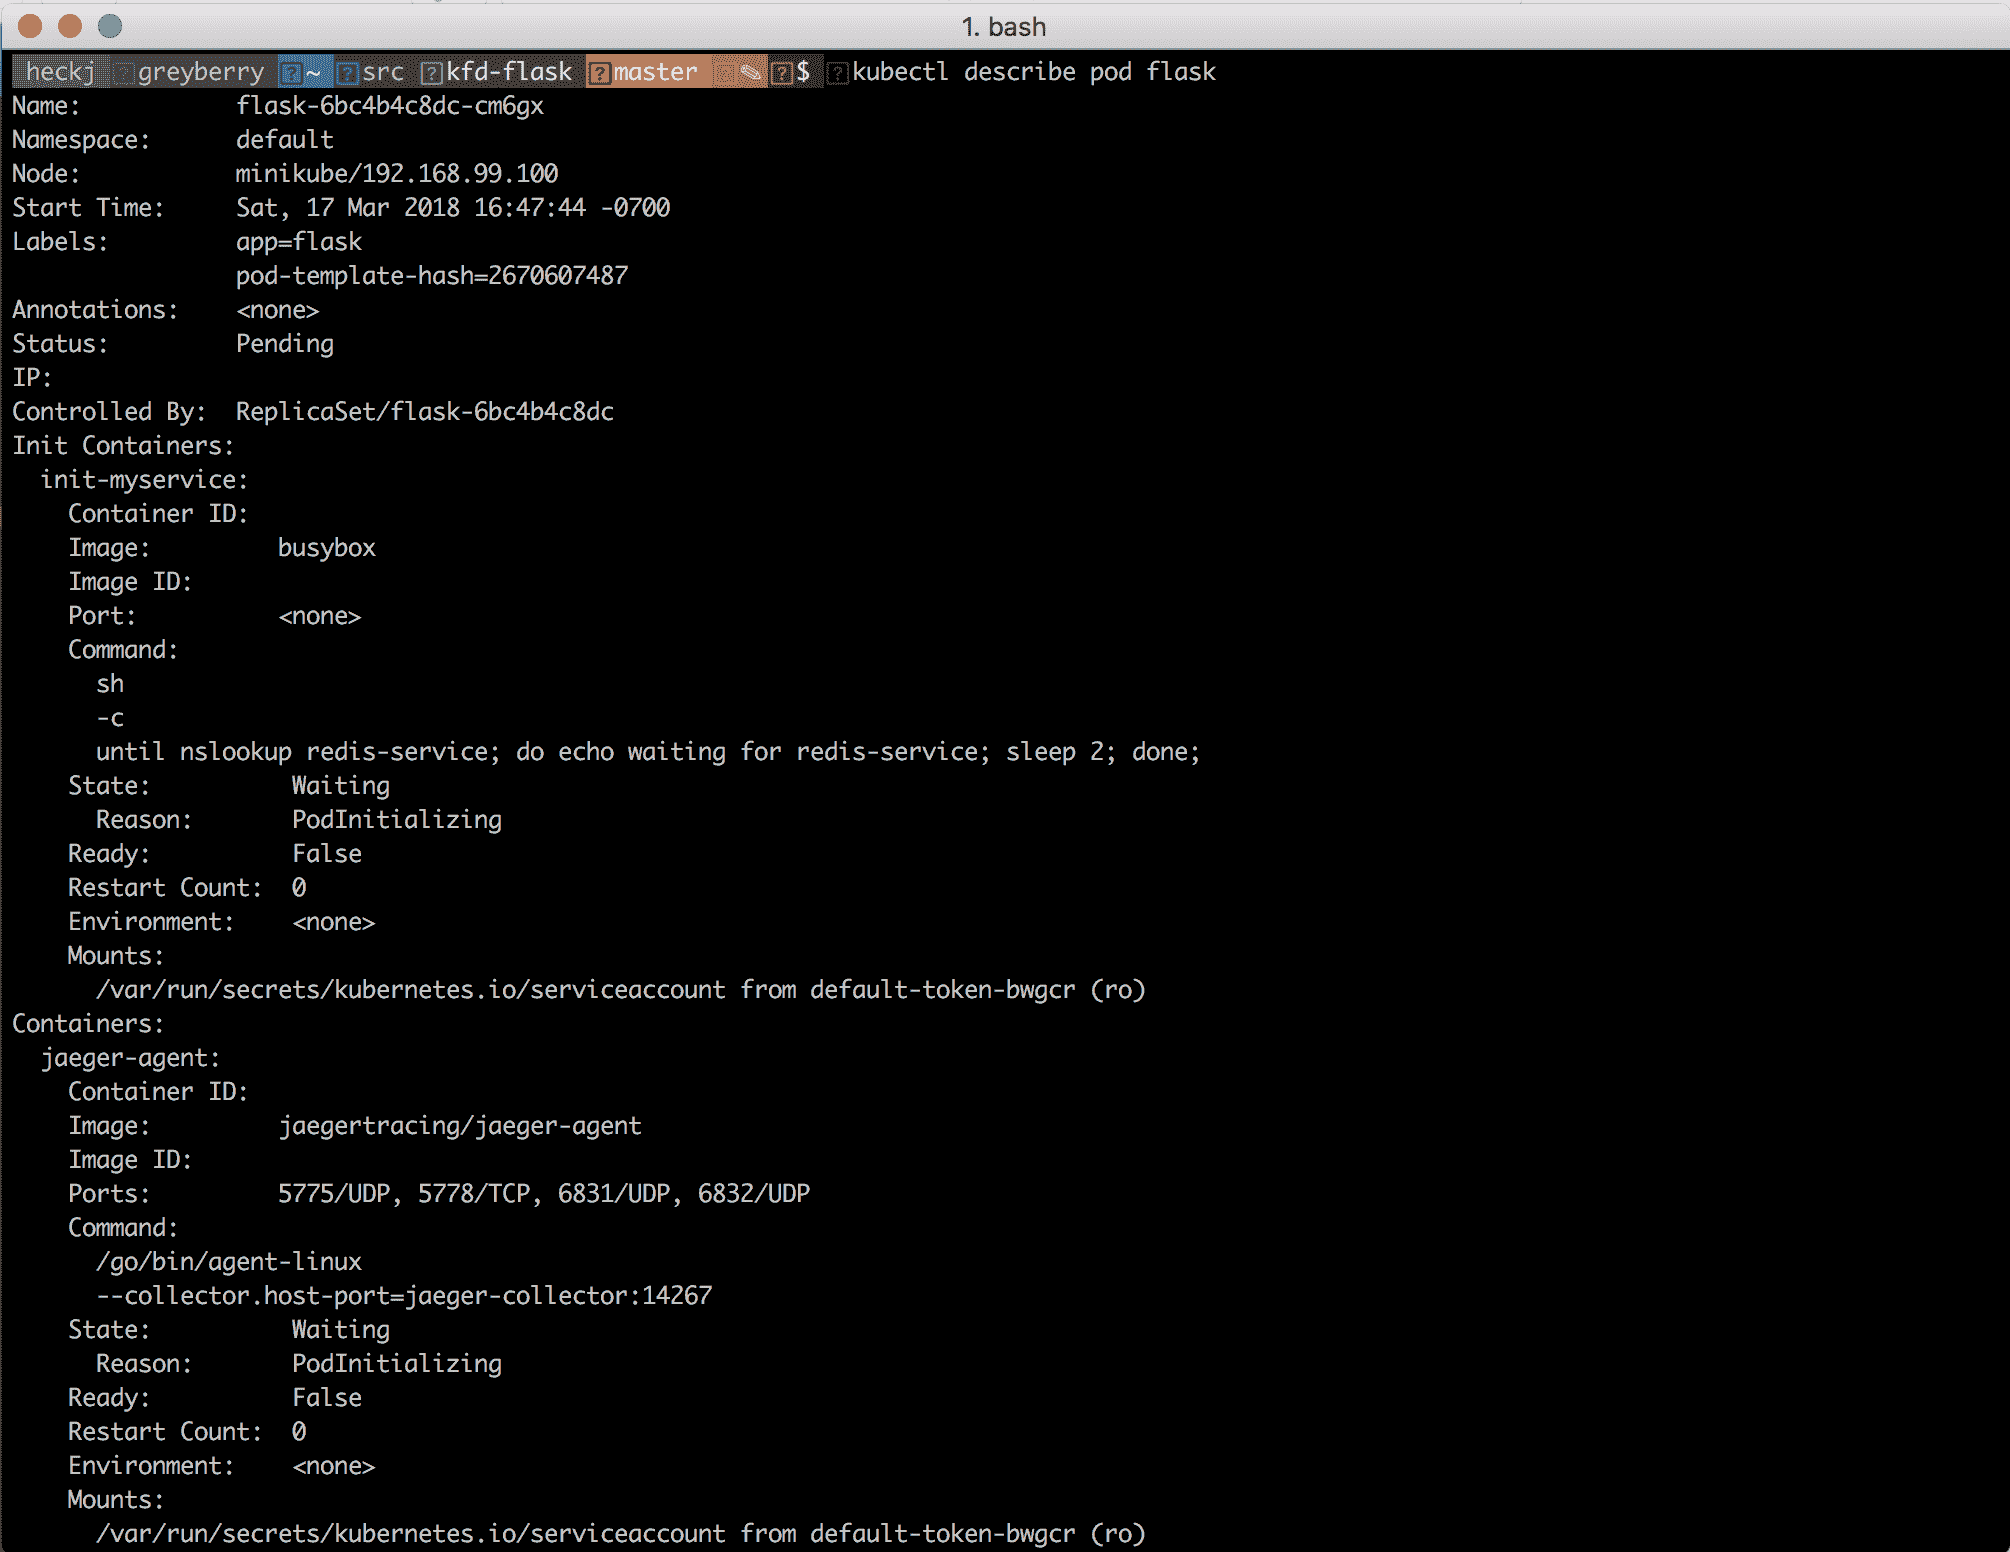 1. bash
heckj greyberry ~ src kfd-flask master ✎ $ kubectl describe pod flask
Name:           flask-6bc4b4c8dc-cm6gx
Namespace:      default
Node:           minikube/192.168.99.100
Start Time:     Sat, 17 Mar 2018 16:47:44 -0700
Labels:         app=flask
                pod-template-hash=2670607487
Annotations:    <none>
Status:         Pending
IP:
Controlled By:  ReplicaSet/flask-6bc4b4c8dc
Init Containers:
  init-myservice:
    Container ID:
    Image:         busybox
    Image ID:
    Port:          <none>
    Command:
      sh
      -c
      until nslookup redis-service; do echo waiting for redis-service; sleep 2; done;
    State:          Waiting
      Reason:       PodInitializing
    Ready:          False
    Restart Count:  0
    Environment:    <none>
    Mounts:
      /var/run/secrets/kubernetes.io/serviceaccount from default-token-bwgcr (ro)
Containers:
  jaeger-agent:
    Container ID:
    Image:         jaegertracing/jaeger-agent
    Image ID:
    Ports:         5775/UDP, 5778/TCP, 6831/UDP, 6832/UDP
    Command:
      /go/bin/agent-linux
      --collector.host-port=jaeger-collector:14267
    State:          Waiting
      Reason:       PodInitializing
    Ready:          False
    Restart Count:  0
    Environment:    <none>
    Mounts:
      /var/run/secrets/kubernetes.io/serviceaccount from default-token-bwgcr (ro)